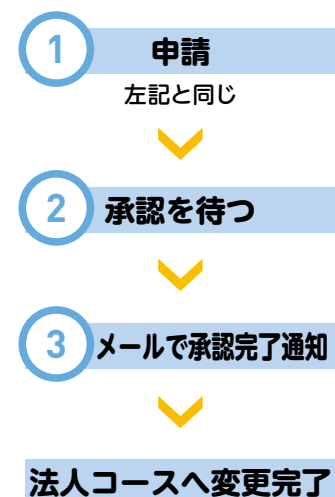 1 申請
左記と同じ
2 承認を待つ
3 メールで承認完了通知
法人コースへ変更完了